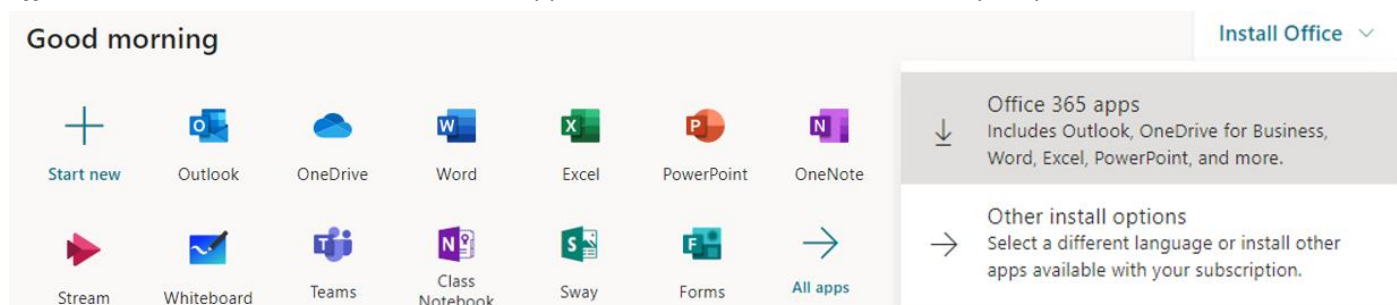 Good morning
Install Office
Start new
Outlook
OneDrive
Word
Excel
PowerPoint
OneNote
Office 365 apps
Includes Outlook, OneDrive for Business,
Word, Excel, PowerPoint, and more.
Stream
Whiteboard
Teams
Class
Notebook
Sway
Forms
All apps
Other install options
Select a different language or install other
apps available with your subscription.